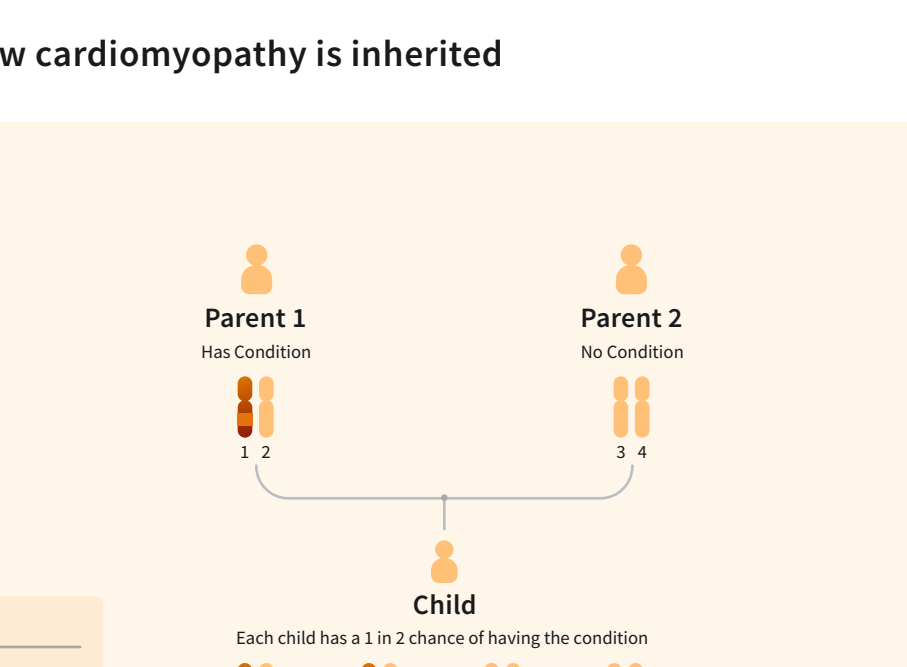 w cardiomyopathy is inherited
Parent 1
Parent 2
Has Condition
No Condition
1 2
3 4
Child
Each child has a 1 in 2 chance of having the condition